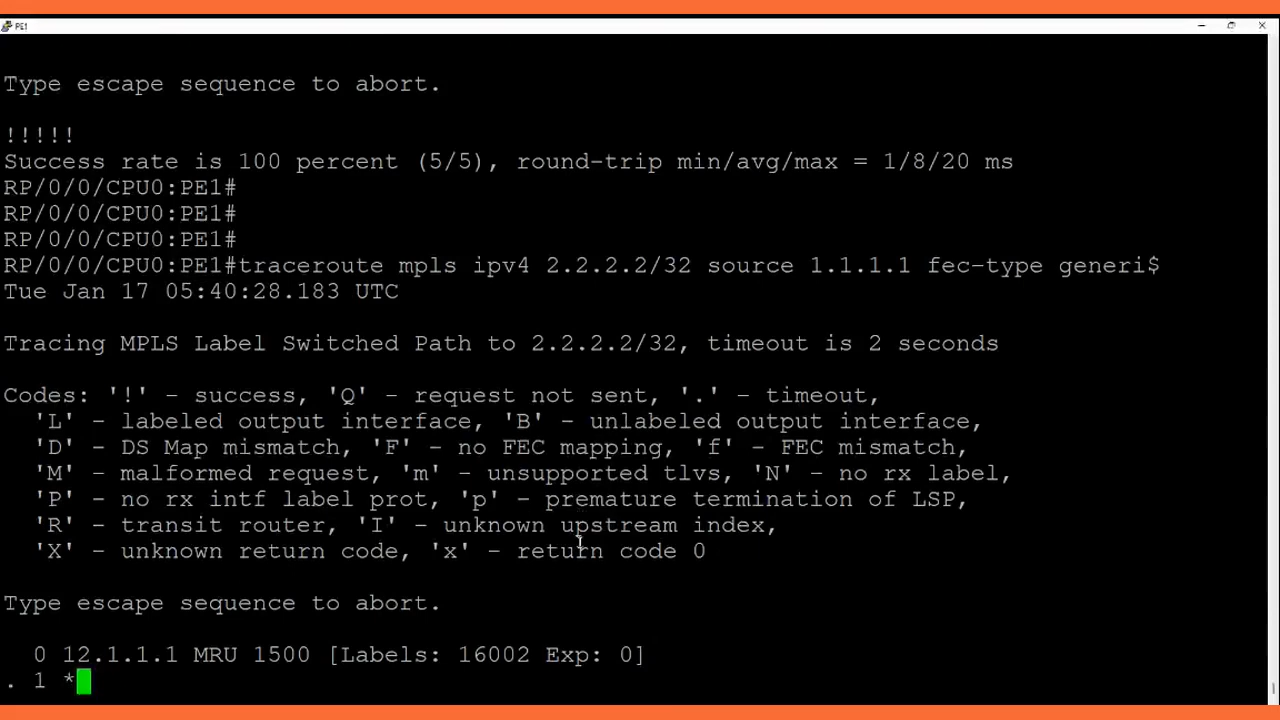 PE1
Type escape sequence to abort.
!!!!!
Success rate is 100 percent (5/5), round-trip min/avg/max = 1/8/20 ms
RP/0/0/CPU0:PE1#
RP/0/0/CPU0:PE1#
RP/0/0/CPU0:PE1#
RP/0/0/CPU0:PE1#traceroute mpls ipv4 2.2.2.2/32 source 1.1.1.1 fec-type generi$
Tue Jan 17 05:40:28.183 UTC
Tracing MPLS Label Switched Path to 2.2.2.2/32, timeout is 2 seconds
Codes: '!' - success, 'Q' - request not sent, '.' - timeout,
'L' - labeled output interface, 'B' - unlabeled output interface,
'D' - DS Map mismatch, 'F' - no FEC mapping, 'f' - FEC mismatch,
'M' - malformed request, 'm' - unsupported tlvs, 'N' - no rx label,
'P' - no rx intf label prot, 'p' - premature termination of LSP,
'R' - transit router, 'I' - unknown upstream index,
'X' - unknown return code, 'x' - return code 0
Type escape sequence to abort.
0 12.1.1.1 MRU 1500 [Labels: 16002 Exp: 0]
. 1 *